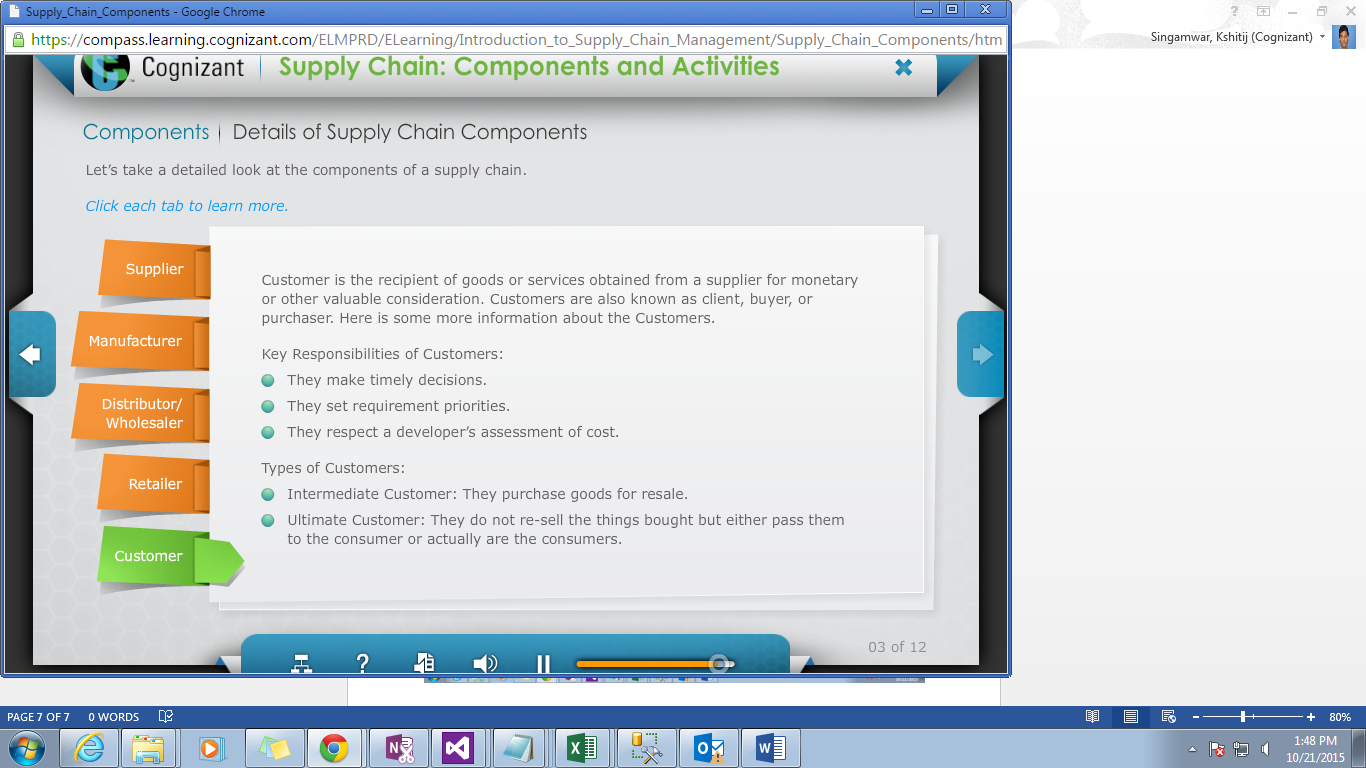 Supply_Chain_Components - Google Chrome
https://compass.learning.cognizant.com/ELMPRD/ELearning/Introduction_to_Supply_Chain_Management/Supply_Chain_Components/htm
Singamwar, Kshitij (Cognizant)
Cognizant
Supply Chain: Components and Activities
Components | Details of Supply Chain Components
Let's take a detailed look at the components of a supply chain.
Click each tab to learn more.
Supplier
Manufacturer
Distributor/
Wholesaler
Retailer
Customer
Customer is the recipient of goods or services obtained from a supplier for monetary
or other valuable consideration. Customers are also known as client, buyer, or
purchaser. Here is some more information about the Customers.
Key Responsibilities of Customers:
They make timely decisions.
They set requirement priorities.
They respect a developer's assessment of cost.
Types of Customers:
Intermediate Customer: They purchase goods for resale.
Ultimate Customer: They do not re-sell the things bought but either pass them
to the consumer or actually are the consumers.
03 of 12
PAGE 7 OF 7
0 WORDS
80%
1:48 PM
10/21/2015